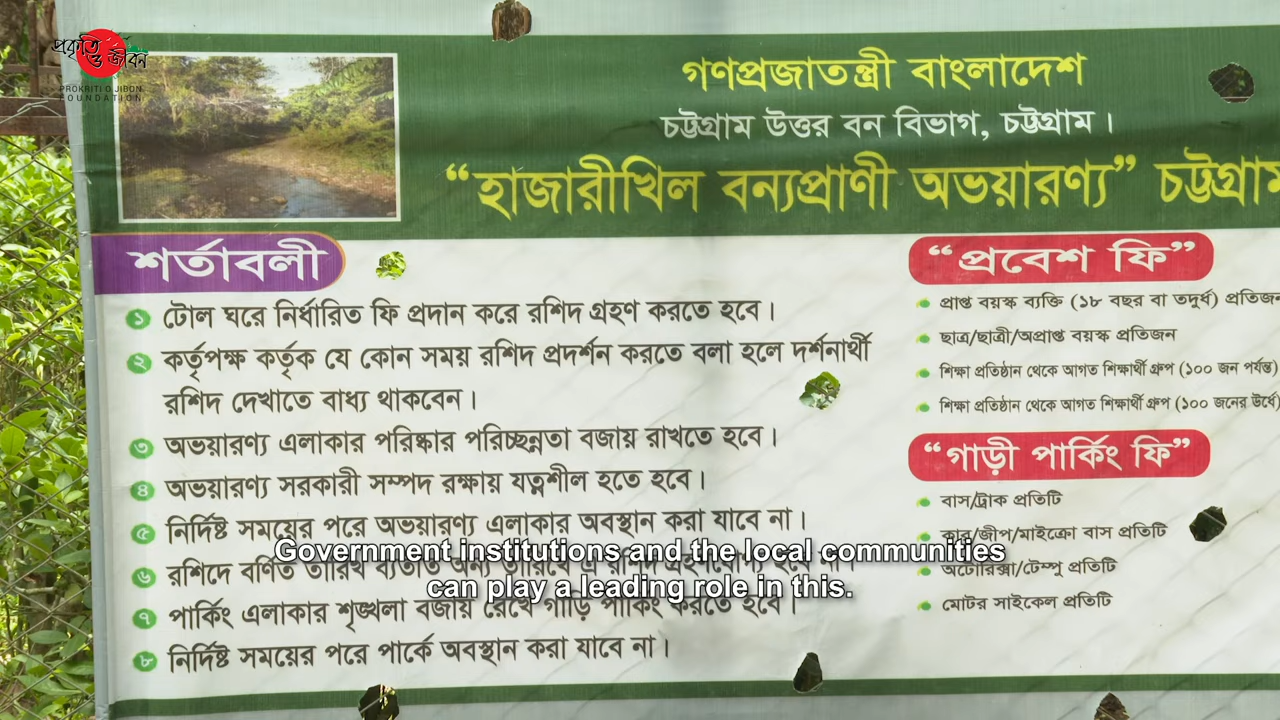 প্রকৃতি ও জীবন
PROKRITI O JIBON
FOUNDATION
গণপ্রজাতন্ত্রী বাংলাদেশ
চট্টগ্রাম উত্তর বন বিভাগ, চট্টগ্রাম।
“হাজারীখিল বন্যপ্রাণী অভয়ারণ্য” চট্টগ্রাম
শর্তাবলী
১ টোল ঘরে নির্ধারিত ফি প্রদান করে রশিদ গ্রহণ করতে হবে।
২ কর্তৃপক্ষ কর্তৃক যে কোন সময় রশিদ প্রদর্শন করতে বলা হলে দর্শনার্থী
রশিদ দেখাতে বাধ্য থাকবেন।
৩ অভয়ারণ্য এলাকার পরিষ্কার পরিচ্ছন্নতা বজায় রাখতে হবে।
৪ অভয়ারণ্য সরকারী সম্পদ রক্ষায় যত্নশীল হতে হবে।
৫ নির্দিষ্ট সময়ের পরে অভয়ারণ্য এলাকার অবস্থান করা যাবে না।
৬ রশিদে বর্ণিত তারিখ ব্যতীত অন্য তারিখে এ রশিদ গ্রহণযোগ্য হবে না।
৭ পার্কিং এলাকার শৃঙ্খলা বজায় রেখে গাড়ি পার্কিং করতে হবে।
৮ নির্দিষ্ট সময়ের পরে পার্কে অবস্থান করা যাবে না।
“প্রবেশ ফি”
প্রাপ্ত বয়স্ক ব্যক্তি (১৮ বছর বা তদুর্ধ) প্রতিজন
ছাত্র/ছাত্রী/অপ্রাপ্ত বয়স্ক প্রতিজন
শিক্ষা প্রতিষ্ঠান থেকে আগত শিক্ষার্থী গ্রুপ (১০০ জন পর্যন্ত)
শিক্ষা প্রতিষ্ঠান থেকে আগত শিক্ষার্থী গ্রুপ (১০০ জনের উর্ধে)
“গাড়ী পার্কিং ফি”
বাস/ট্রাক প্রতিটি
কার/জীপ/মাইক্রো বাস প্রতিটি
অটোরিক্সা/টেম্পু প্রতিটি
মোটর সাইকেল প্রতিটি
Government institutions and the local communities
can play a leading role in this.